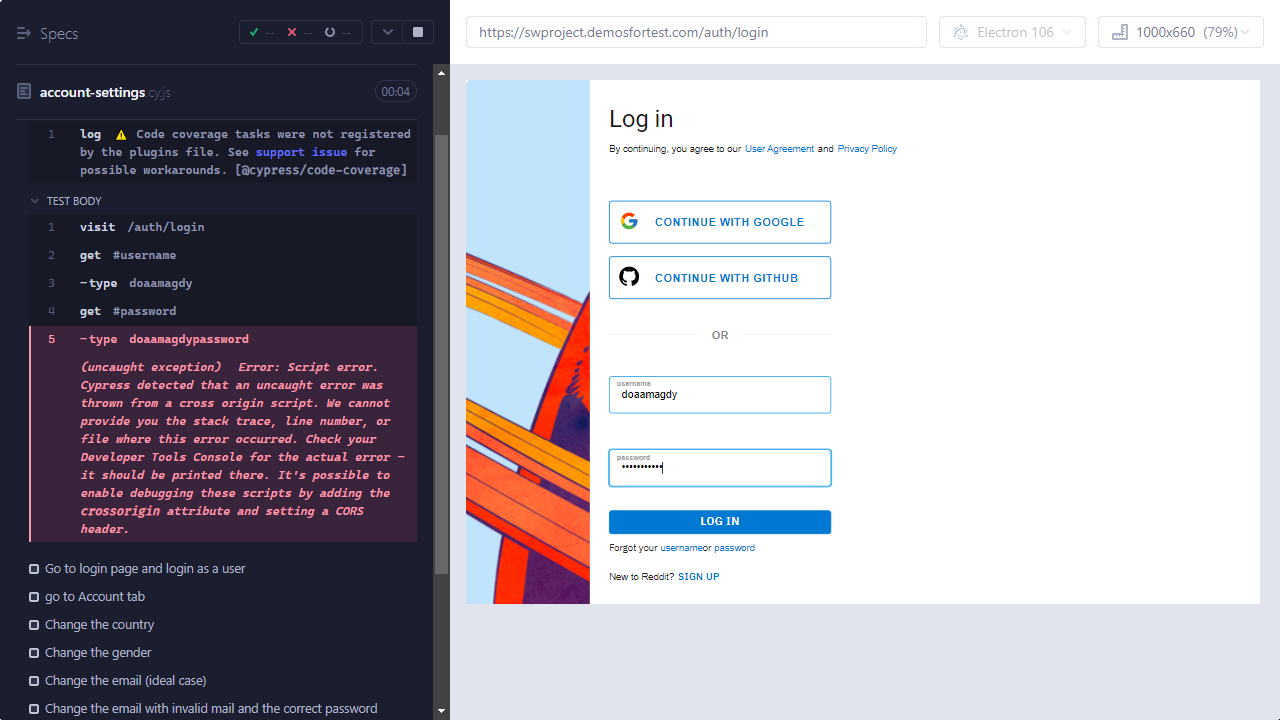 Specs
-- -- --
account-settings.cy.js 00:04
1 log ⚠ Code coverage tasks were not registered
by the plugins file. See support issue for
possible workarounds. [@cypress/code-coverage]
TEST BODY
1 visit /auth/login
2 get #username
3 -type doaamagdy
4 get #password
5 -type doaamagdypassword
(uncaught exception) Error: Script error.
Cypress detected that an uncaught error was
thrown from a cross origin script. We cannot
provide you the stack trace, line number, or
file where this error occurred. Check your
Developer Tools Console for the actual error -
it should be printed there. It's possible to
enable debugging these scripts by adding the
crossorigin attribute and setting a CORS
header.
Go to login page and login as a user
go to Account tab
Change the country
Change the gender
Change the email (ideal case)
Change the email with invalid mail and the correct password
https://swproject.demosfortest.com/auth/login
Electron 106
1000x660 (79%)
Log in
By continuing, you agree to our User Agreement and Privacy Policy
CONTINUE WITH GOOGLE
CONTINUE WITH GITHUB
OR
username
doaamagdy
password
•••••••••••
LOG IN
Forgot your usernameor password
New to Reddit? SIGN UP